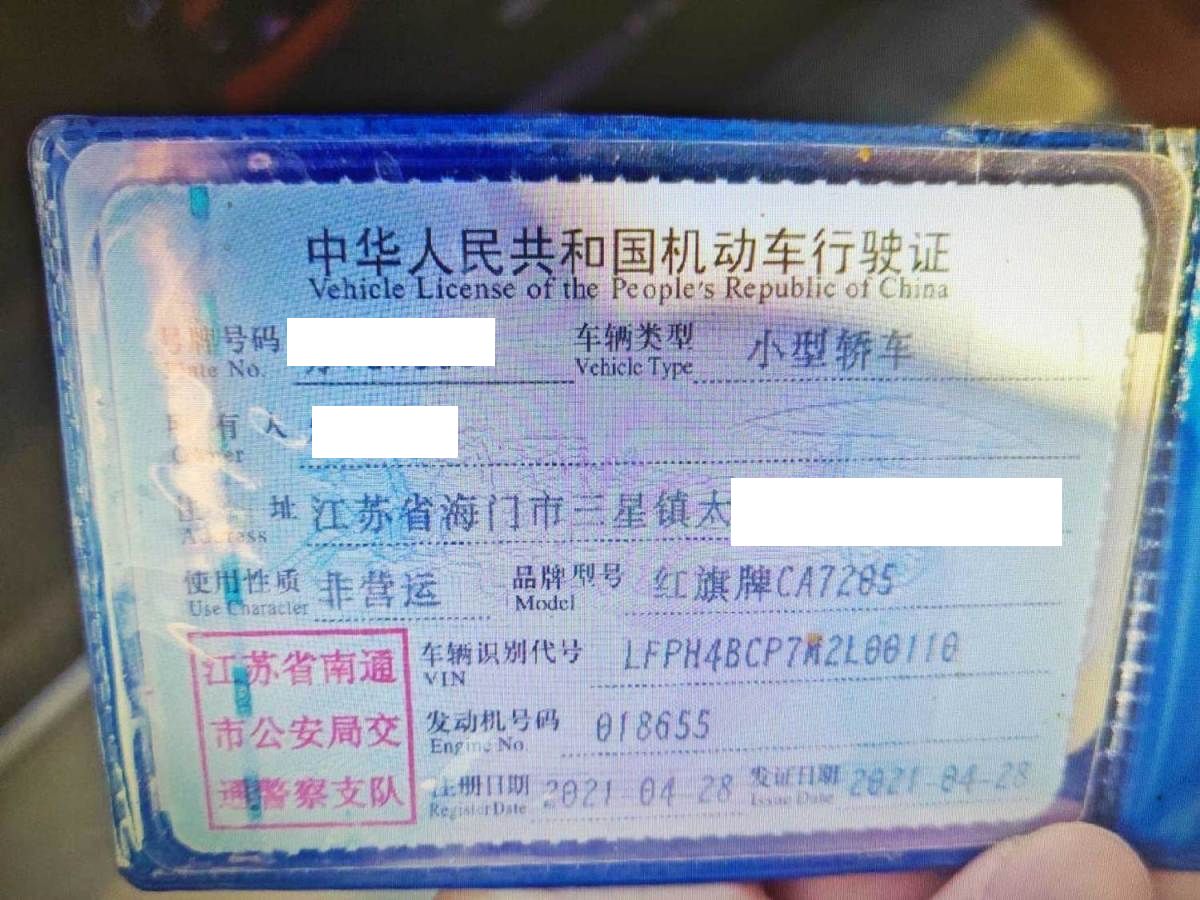 中华人民共和国机动车行驶证
Vehicle License of the People's Republic of China
号牌号码 车辆类型 小型轿车
Plate No. Vehicle Type
所有人
Owner
住址 江苏省海门市三星镇太
Address
使用性质 非营运 品牌型号 红旗牌CA7205
Use Character Model
江苏省南通 车辆识别代号 LFPH4BCP7M2L00110
VIN
市公安局交 发动机号码 018655
Engine No.
通警察支队 注册日期 2021-04-28 发证日期 2021-04-28
Register Date Issue Date